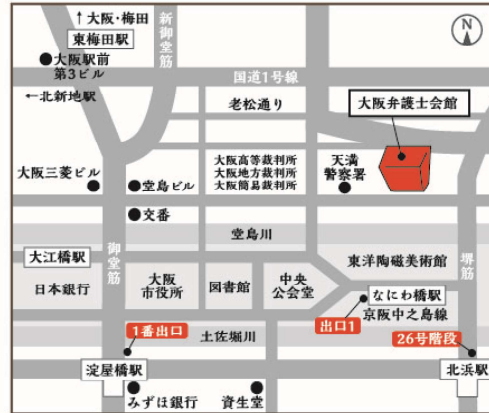 ↑大阪・梅田
東梅田駅
新御堂筋
N
大阪駅前
第3ビル
国道1号線
←北新地駅
老松通り
大阪弁護士会館
大阪三菱ビル
堂島ビル
大阪高等裁判所
大阪地方裁判所
大阪簡易裁判所
天満
警察署
交番
御堂筋
堂島川
堺筋
大江橋駅
東洋陶磁美術館
日本銀行
大阪
市役所
図書館
中央
公会堂
なにわ橋駅
出口1
京阪中之島線
1番出口
土佐堀川
26号階段
淀屋橋駅
北浜駅
みずほ銀行
資生堂